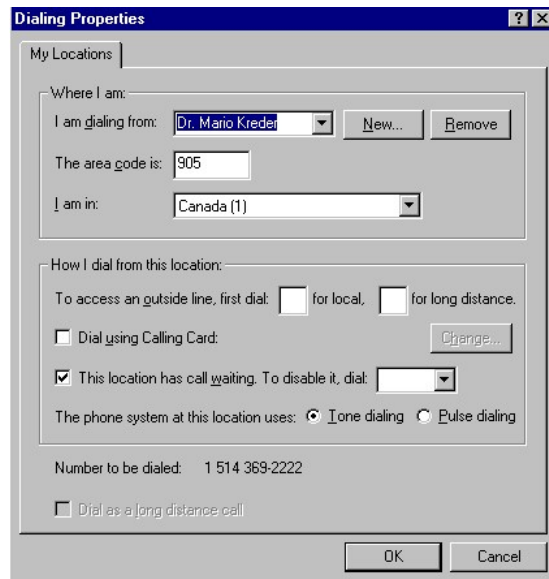 Dialing Properties
My Locations
Where I am:
I am dialing from: Dr. Mario Kreder New... Remove
The area code is: 905
I am in: Canada (1)
How I dial from this location:
To access an outside line, first dial: for local, for long distance.
Dial using Calling Card: Change...
This location has call waiting. To disable it, dial:
The phone system at this location uses: Tone dialing Pulse dialing
Number to be dialed: 1 514 369-2222
Dial as a long distance call
OK Cancel